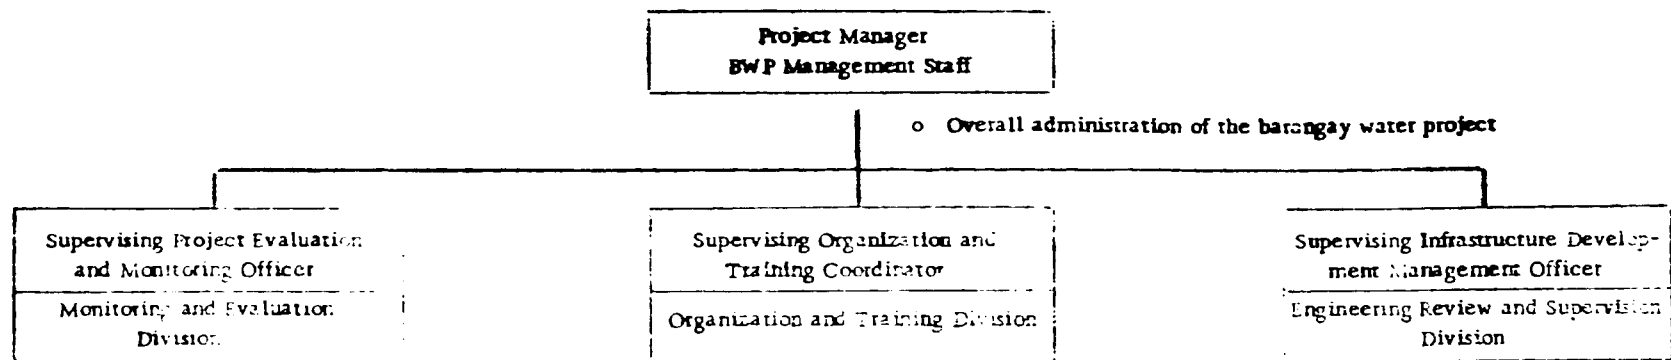 Project Manager
BWP Management Staff
o Overall administration of the barangay water project
Supervising Project Evaluation
and Monitoring Officer
Monitoring and Evaluation
Division
Supervising Organization and
Training Coordinator
Organization and Training Division
Supervising Infrastructure Develop-
ment Management Officer
Engineering Review and Supervision
Division